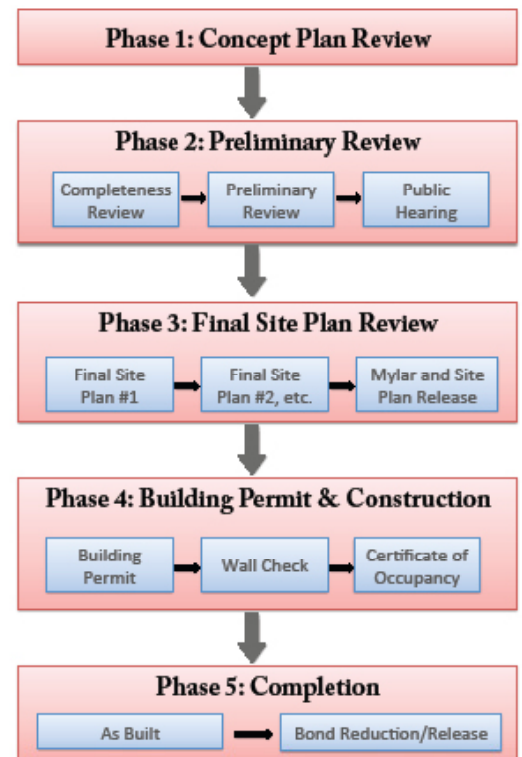 Phase 1: Concept Plan Review
Phase 2: Preliminary Review
Completeness
Review
Preliminary
Review
Public
Hearing
Phase 3: Final Site Plan Review
Final Site
Plan #1
Final Site
Plan #2, etc.
Mylar and Site
Plan Release
Phase 4: Building Permit & Construction
Building
Permit
Wall Check
Certificate of
Occupancy
Phase 5: Completion
As Built
Bond Reduction/Release